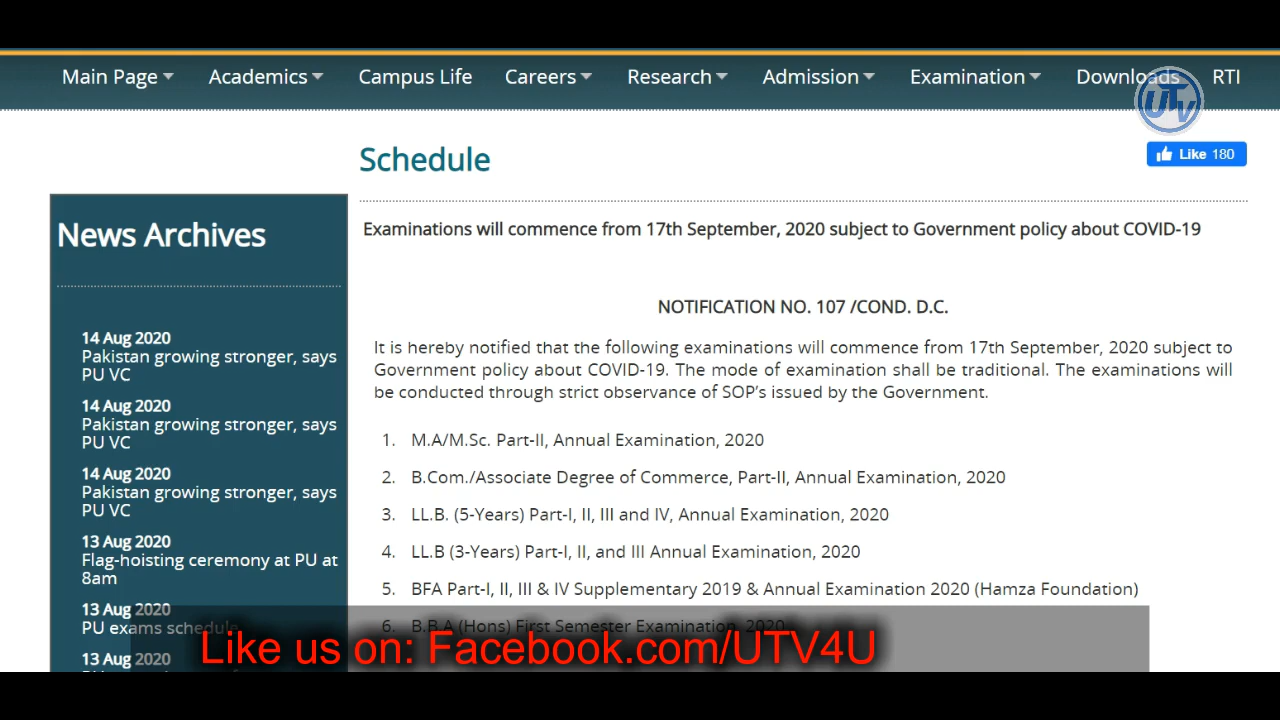 Main Page Academics Campus Life Careers Research Admission Examination Downloads RTI
UTV
Like 180
Schedule
News Archives
14 Aug 2020
Pakistan growing stronger, says
PU VC
14 Aug 2020
Pakistan growing stronger, says
PU VC
14 Aug 2020
Pakistan growing stronger, says
PU VC
13 Aug 2020
Flag-hoisting ceremony at PU at
8am
13 Aug 2020
PU exams schedule
13 Aug 2020
Examinations will commence from 17th September, 2020 subject to Government policy about COVID-19
NOTIFICATION NO. 107 /COND. D.C.
It is hereby notified that the following examinations will commence from 17th September, 2020 subject to
Government policy about COVID-19. The mode of examination shall be traditional. The examinations will
be conducted through strict observance of SOP’s issued by the Government.
1. M.A/M.Sc. Part-II, Annual Examination, 2020
2. B.Com./Associate Degree of Commerce, Part-II, Annual Examination, 2020
3. LL.B. (5-Years) Part-I, II, III and IV, Annual Examination, 2020
4. LL.B (3-Years) Part-I, II, and III Annual Examination, 2020
5. BFA Part-I, II, III & IV Supplementary 2019 & Annual Examination 2020 (Hamza Foundation)
6. B.B.A (Hons) First Semester Examination, 2020
Like us on: Facebook.com/UTV4U